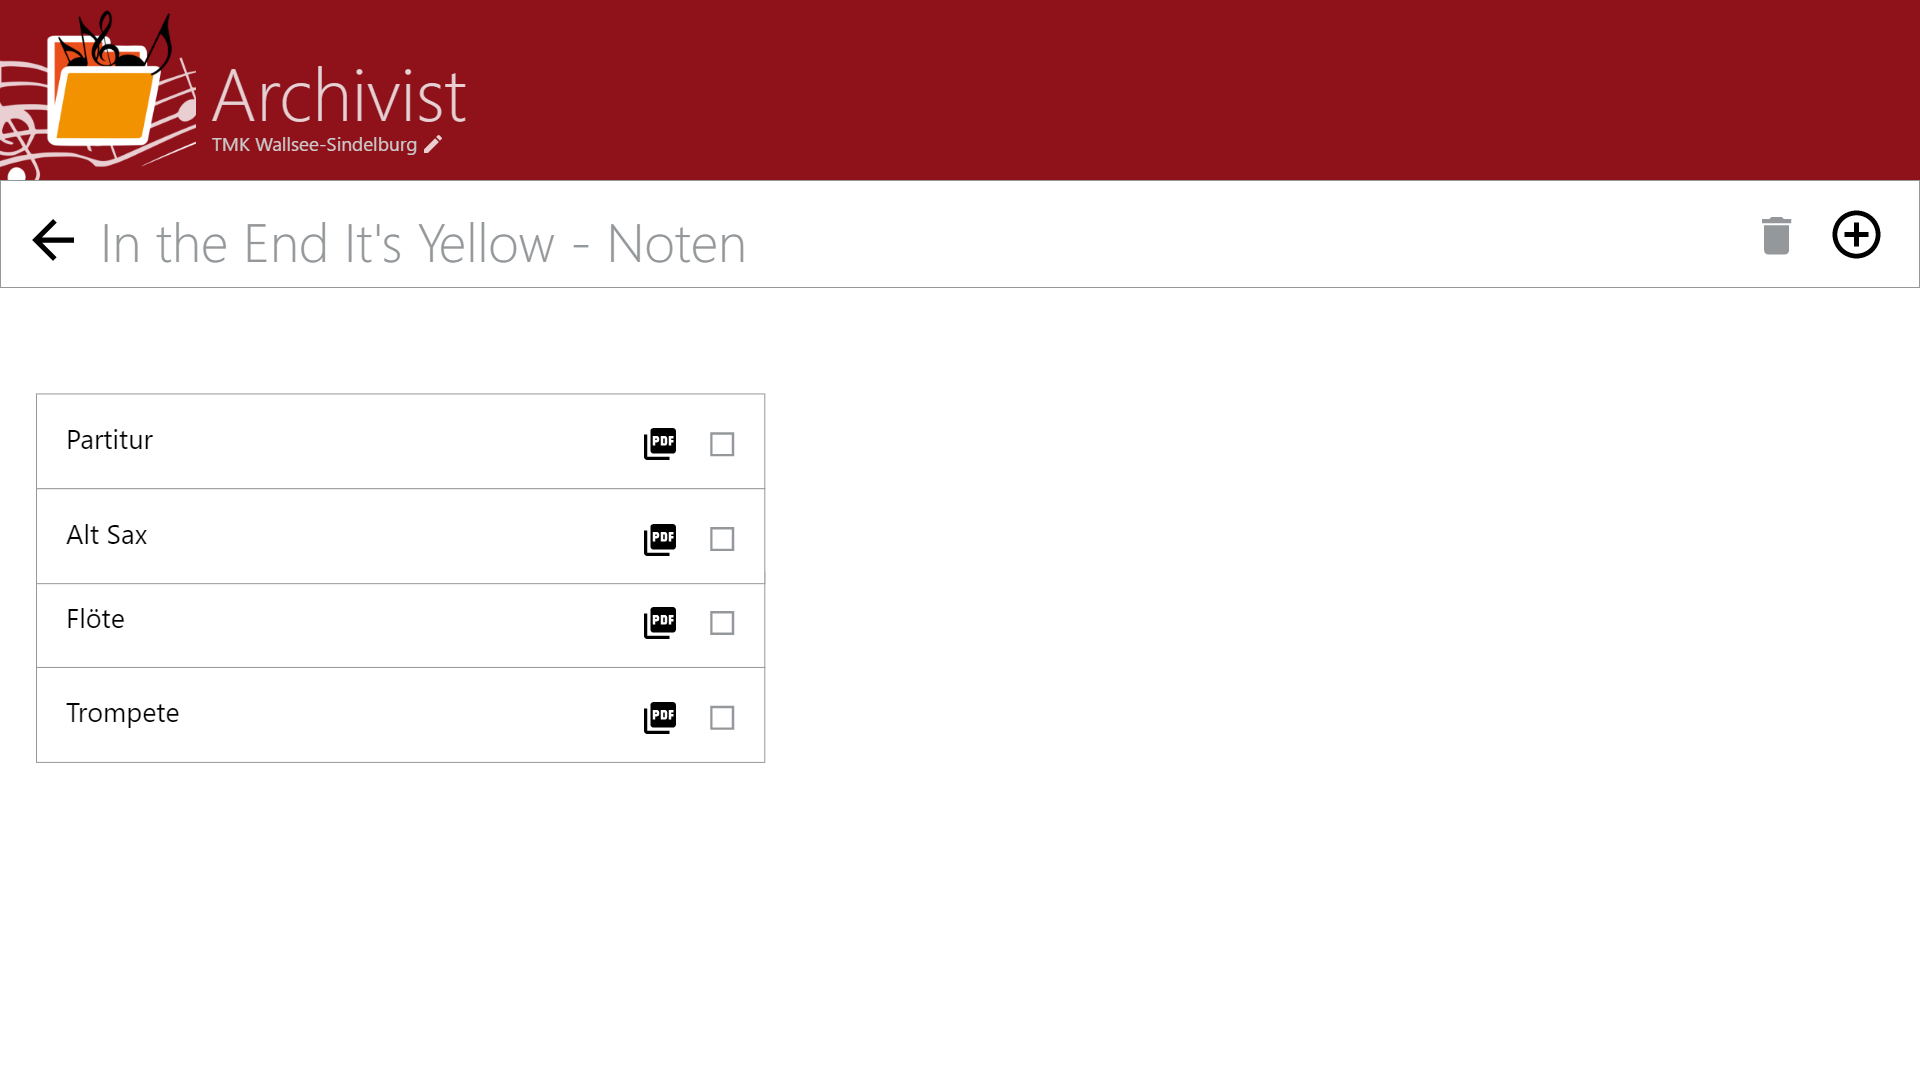 Archivist
TMK Wallsee-Sindelburg
In the End It's Yellow - Noten
Partitur
PDF
Alt Sax
PDF
Flöte
PDF
Trompete
PDF